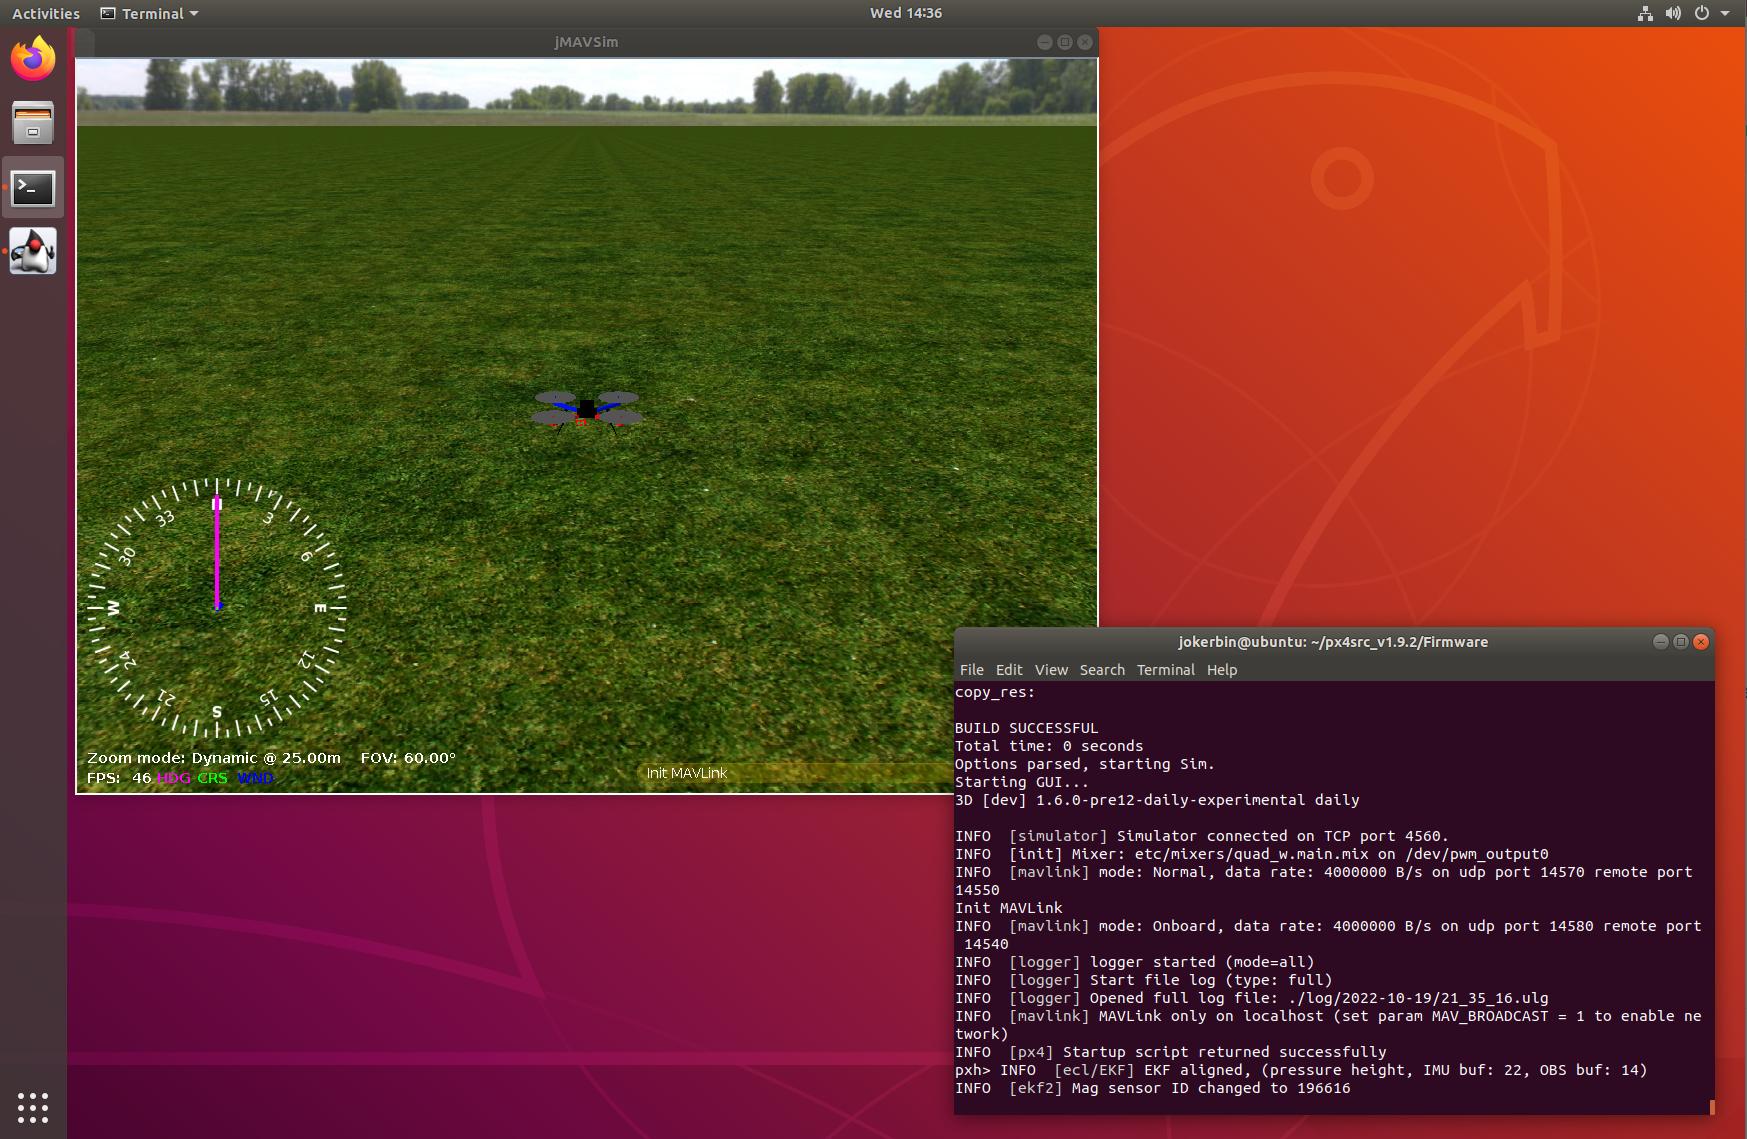 Activities
Terminal
Wed 14:36
jMAVSim
N
3
6
E
12
15
S
21
24
W
30
33
Zoom mode: Dynamic @ 25.00m FOV: 60.00°
FPS: 46 HDG CRS WND
Init MAVLink
jokerbin@ubuntu: ~/px4src_v1.9.2/Firmware
File Edit View Search Terminal Help
copy_res:
BUILD SUCCESSFUL
Total time: 0 seconds
Options parsed, starting Sim.
Starting GUI...
3D [dev] 1.6.0-pre12-daily-experimental daily
INFO [simulator] Simulator connected on TCP port 4560.
INFO [init] Mixer: etc/mixers/quad_w.main.mix on /dev/pwm_output0
INFO [mavlink] mode: Normal, data rate: 4000000 B/s on udp port 14570 remote port
14550
Init MAVLink
INFO [mavlink] mode: Onboard, data rate: 4000000 B/s on udp port 14580 remote port
14540
INFO [logger] logger started (mode=all)
INFO [logger] Start file log (type: full)
INFO [logger] Opened full log file: ./log/2022-10-19/21_35_16.ulg
INFO [mavlink] MAVLink only on localhost (set param MAV_BROADCAST = 1 to enable ne
twork)
INFO [px4] Startup script returned successfully
pxh> INFO [ecl/EKF] EKF aligned, (pressure height, IMU buf: 22, OBS buf: 14)
INFO [ekf2] Mag sensor ID changed to 196616